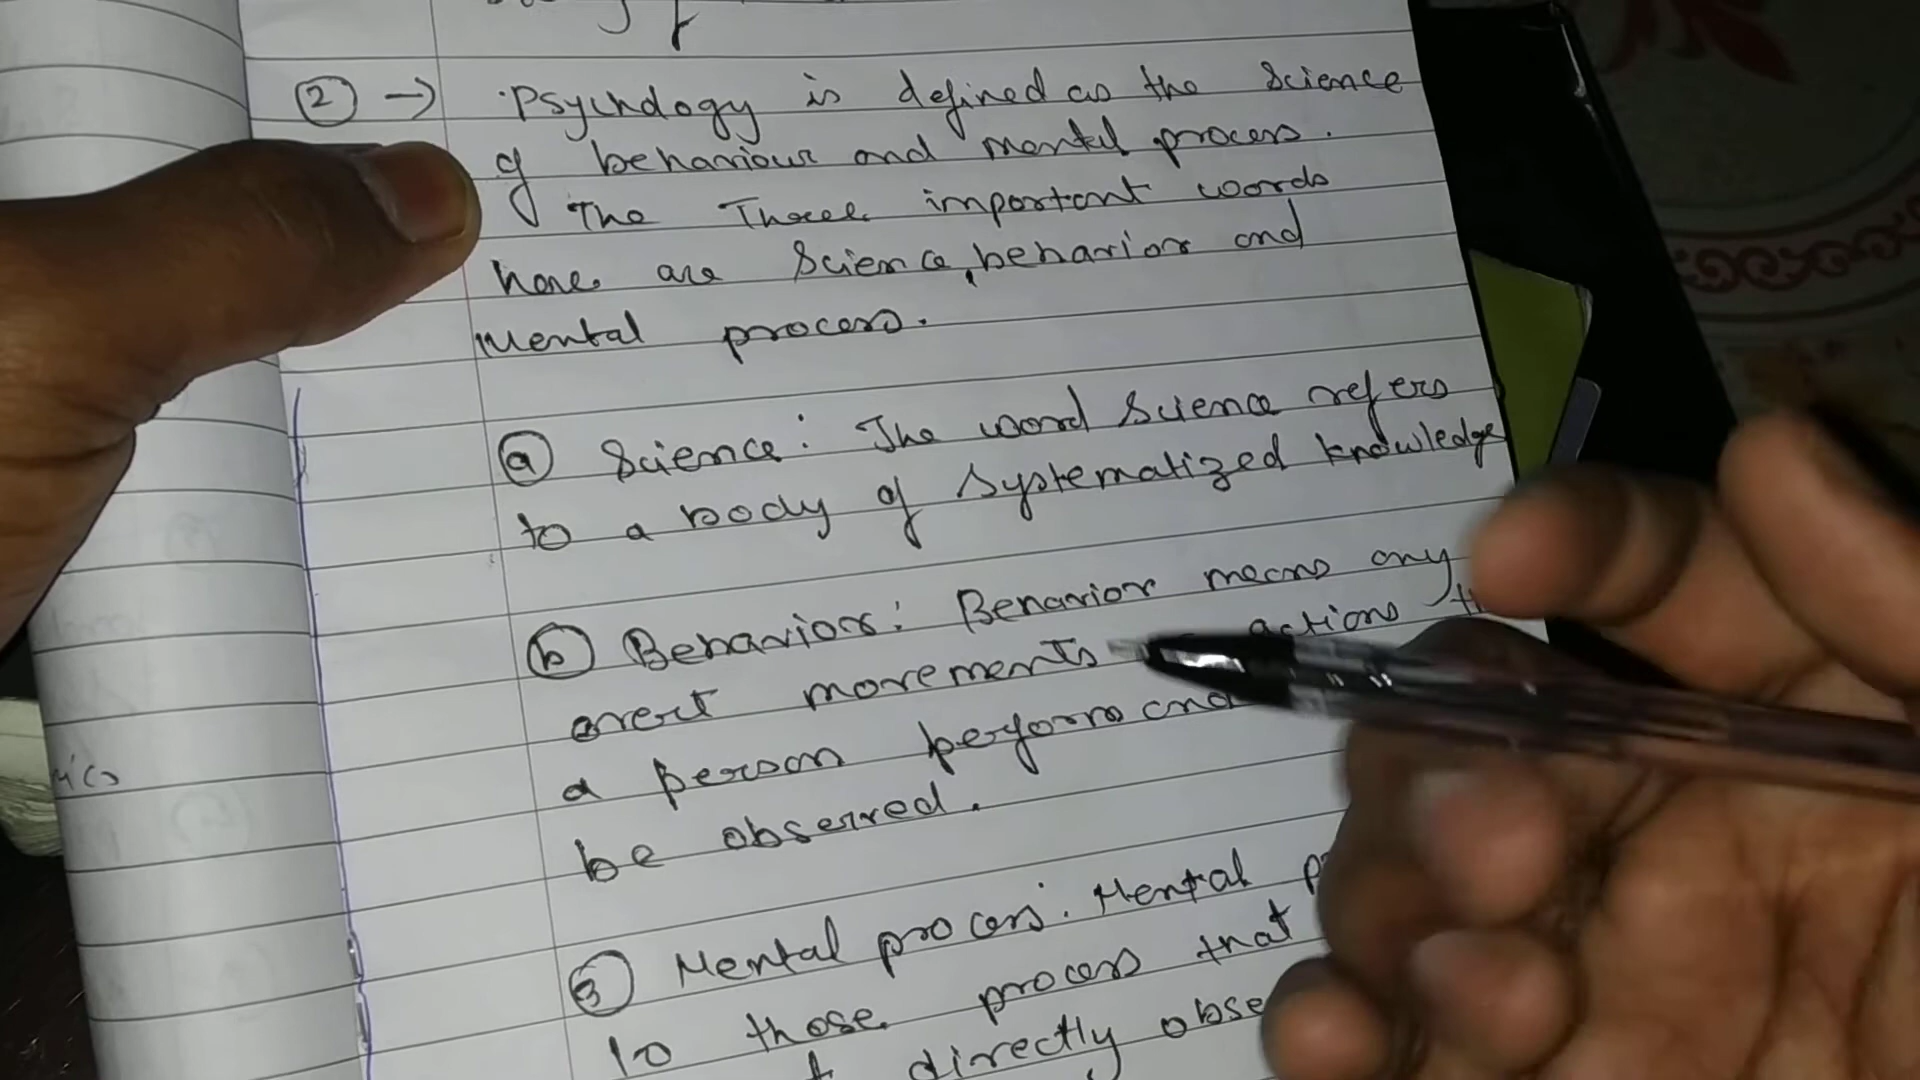 ② → Psychology is defined as the Science
of behaviour and mental process.
The Three important words
here are Science, behavior and
Mental process.
ⓐ Science: The word Science refers
to a body of systematized knowledge
ⓑ Behavior: Behavior means any
overt movements actions
a person perform and
be observed.
③ Mental process: Mental
to those process that
directly